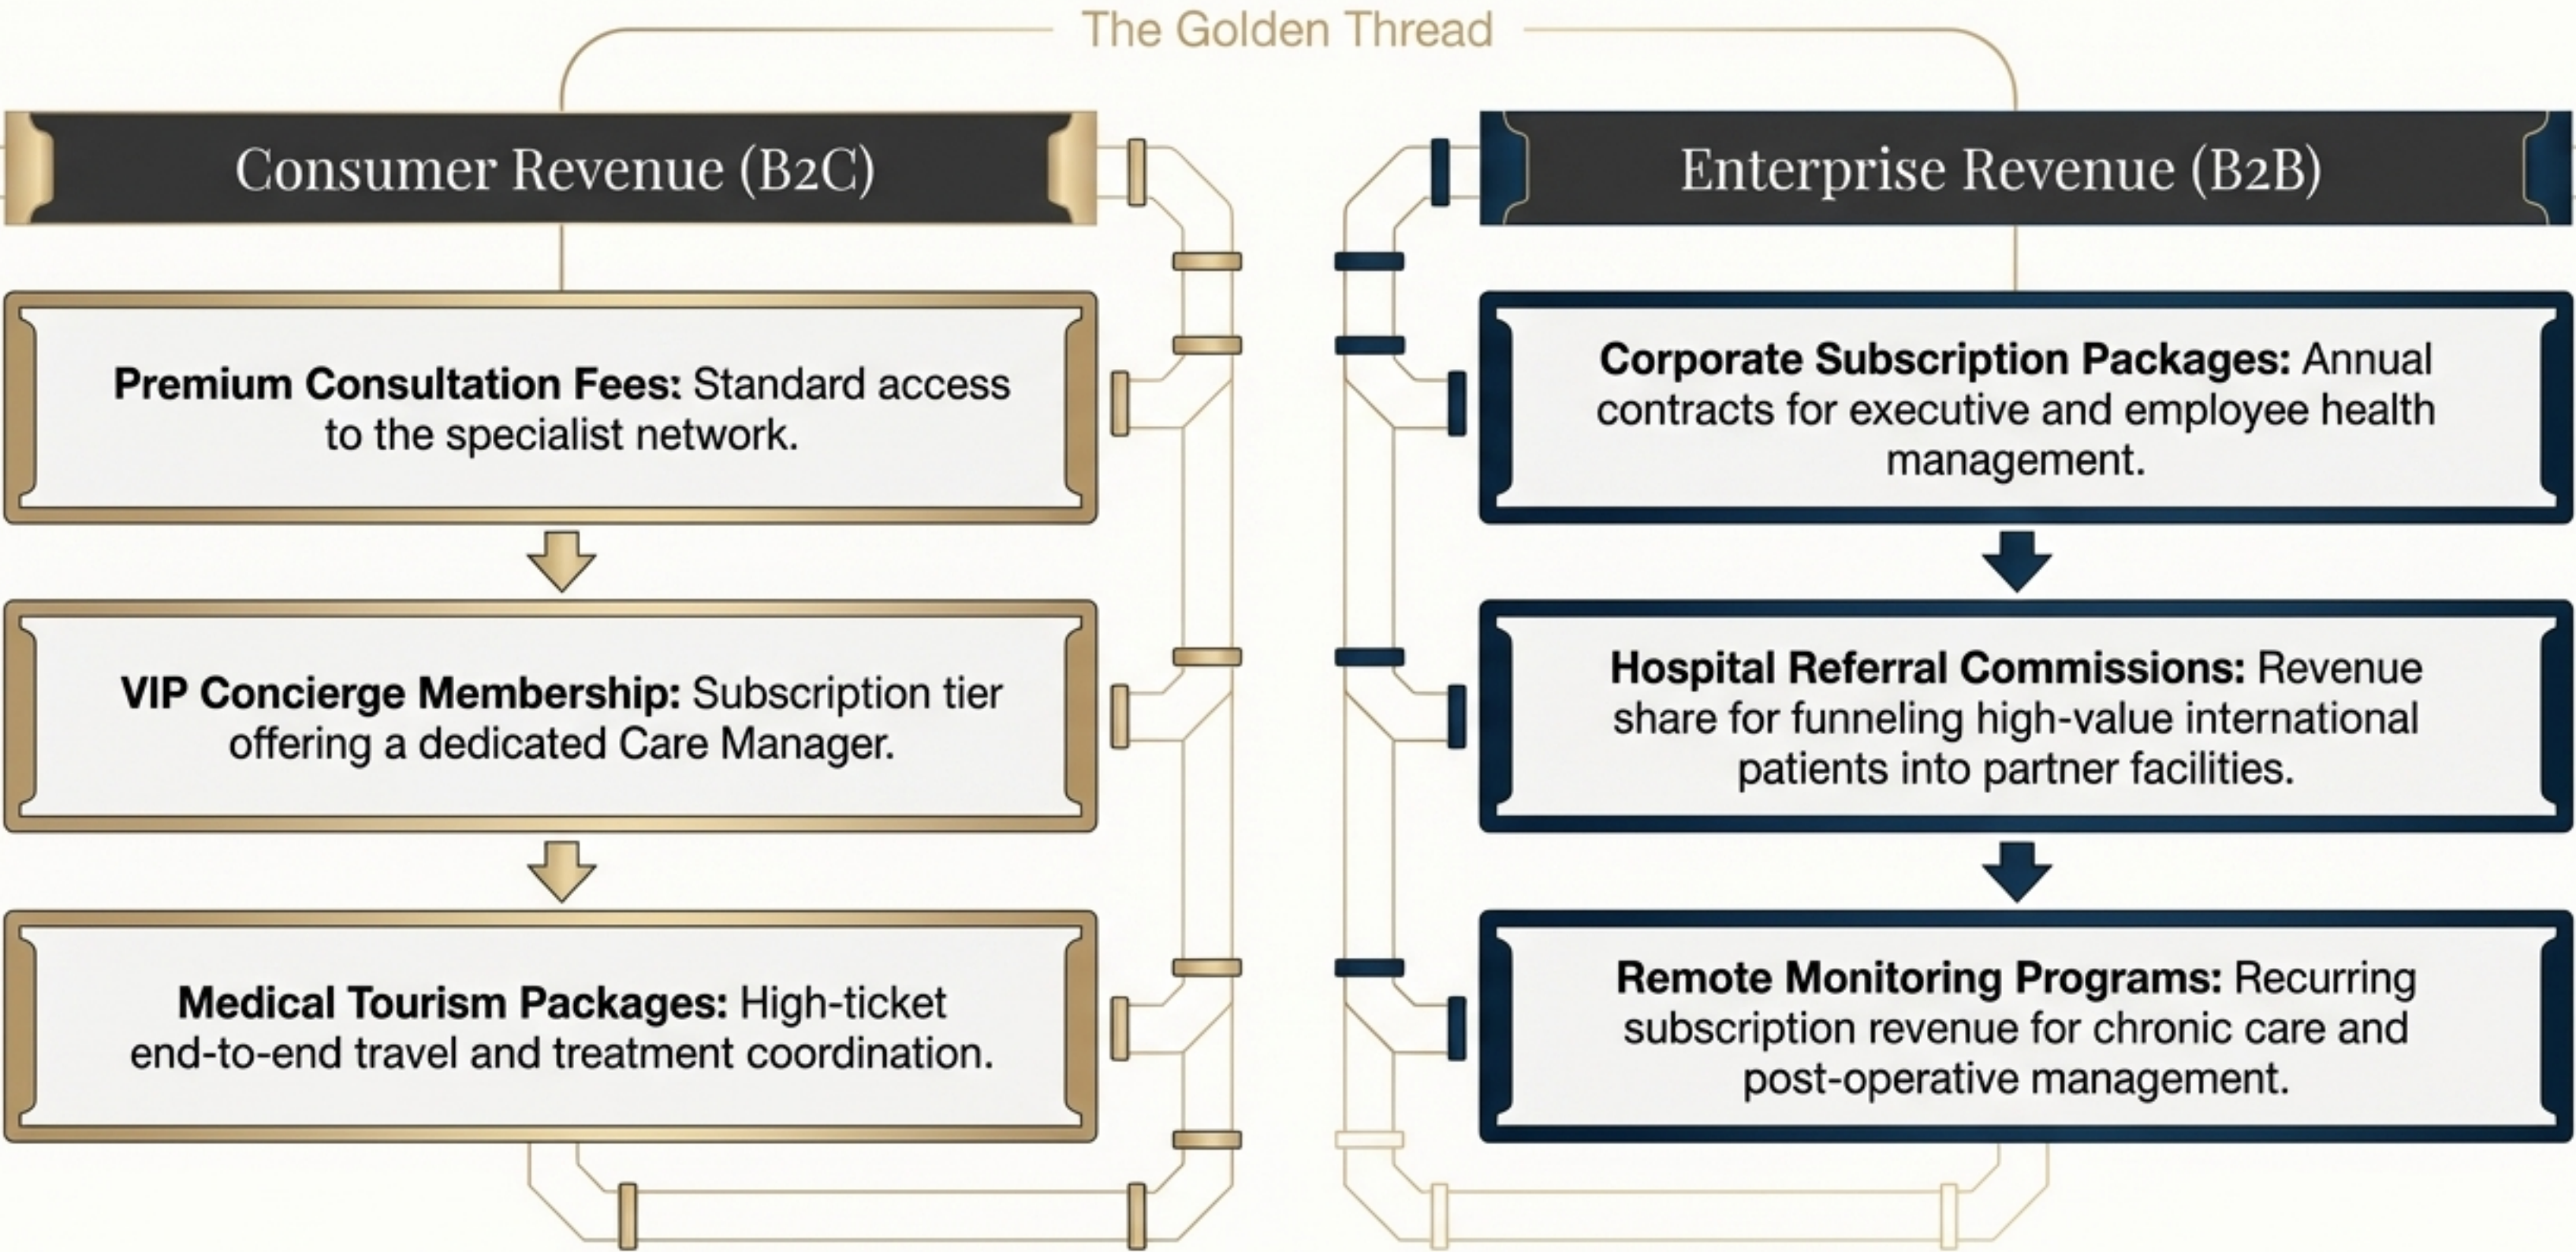 The Golden Thread
Consumer Revenue (B2C)
Premium Consultation Fees: Standard access
to the specialist network.
VIP Concierge Membership: Subscription tier
offering a dedicated Care Manager.
Medical Tourism Packages: High-ticket
end-to-end travel and treatment coordination.
Enterprise Revenue (B2B)
Corporate Subscription Packages: Annual
contracts for executive and employee health
management.
Hospital Referral Commissions: Revenue
share for funneling high-value international
patients into partner facilities.
Remote Monitoring Programs: Recurring
subscription revenue for chronic care and
post-operative management.